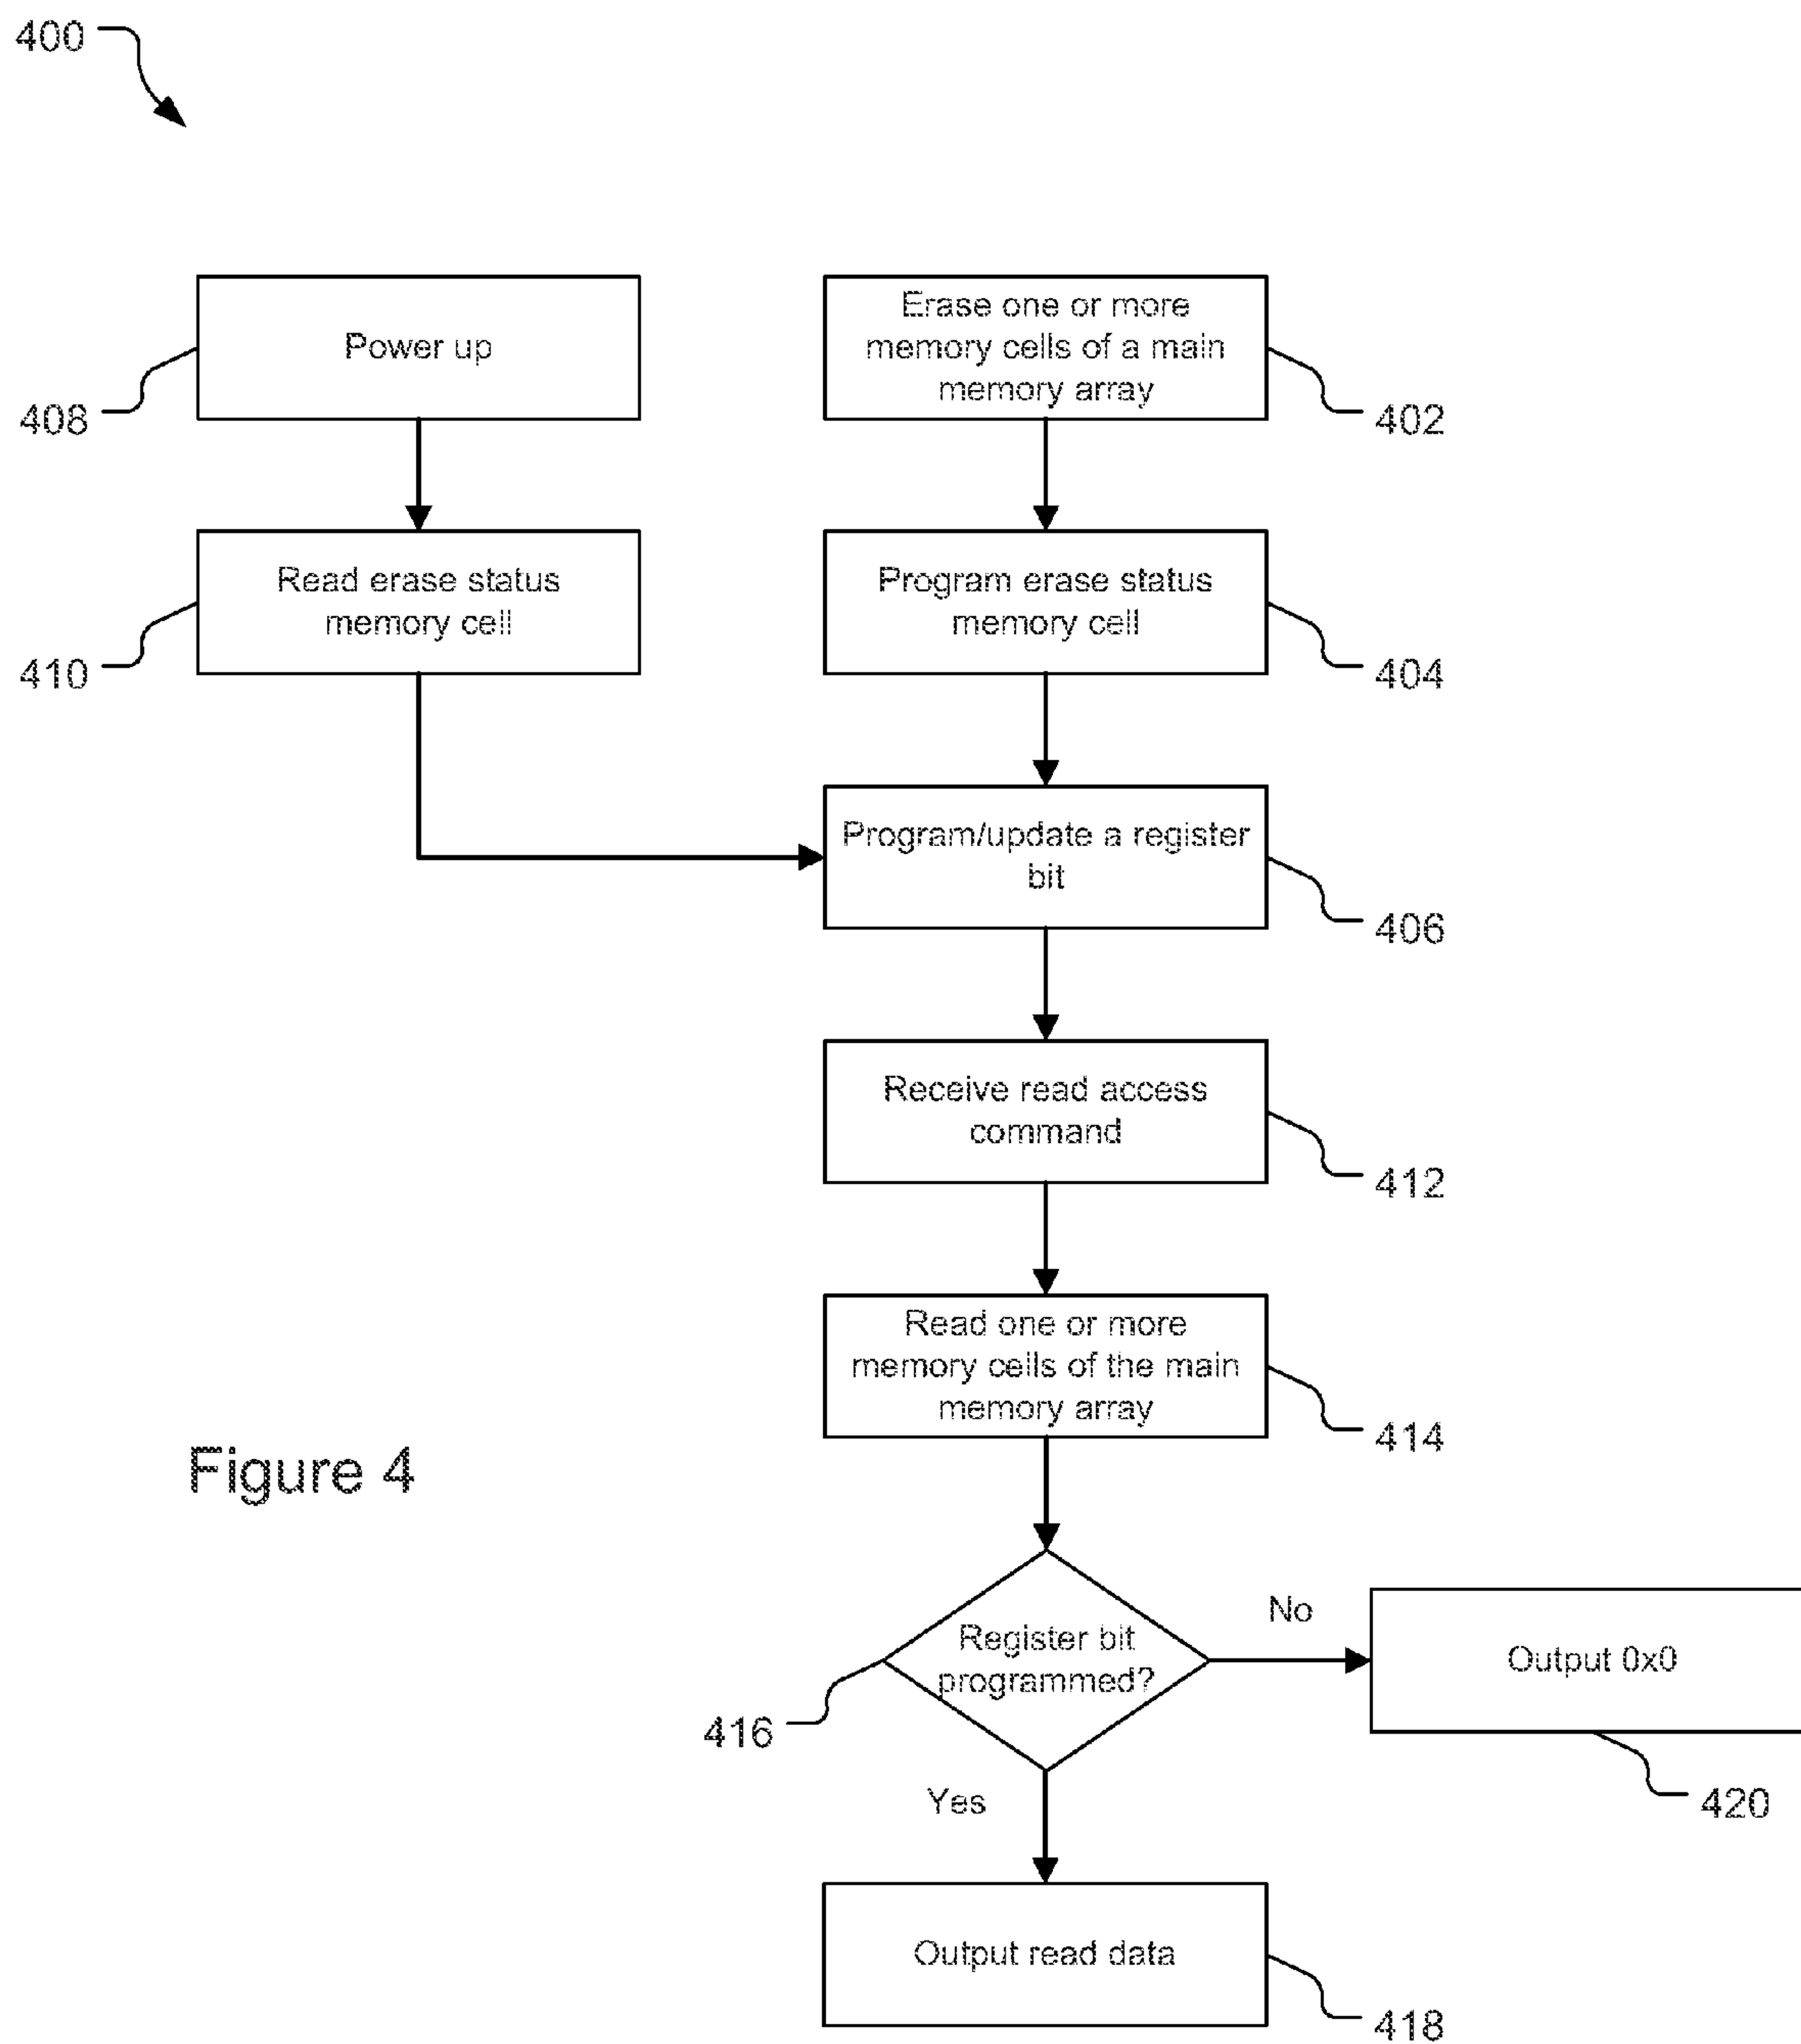 400
Power up
408
Erase one or more
memory cells of a main
memory array
402
Read erase status
memory cell
410
Program erase status
memory cell
404
Program/update a register
bit
406
Receive read access
command
412
Read one or more
memory cells of the main
memory array
414
Figure 4
Register bit
programmed?
416
No
Output 0x0
420
Yes
Output read data
418